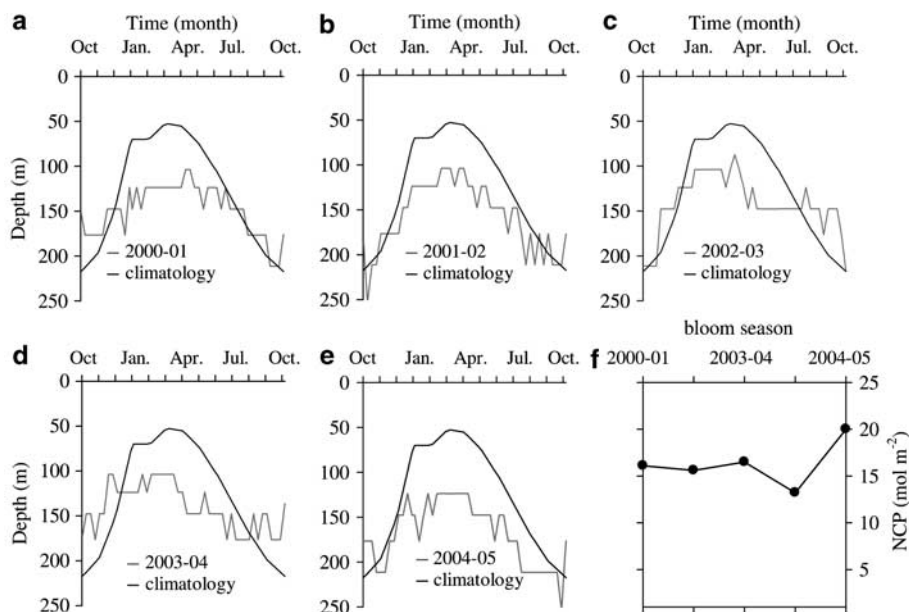 a
Time (month)
Oct Jan. Apr. Jul. Oct.
Depth (m)
0
50
100
150
200
250
2000-01
climatology
b
Time (month)
Oct Jan. Apr. Jul. Oct.
0
50
100
150
200
250
2001-02
climatology
c
Time (month)
Oct Jan. Apr. Jul. Oct.
0
50
100
150
200
250
2002-03
climatology
d
Oct Jan. Apr. Jul. Oct.
Depth (m)
0
50
100
150
200
250
2003-04
climatology
e
Oct Jan. Apr. Jul. Oct.
0
50
100
150
200
250
2004-05
climatology
f
bloom season
2000-01 2003-04 2004-05
25
20
15
10
5
NCP (mol m⁻²)